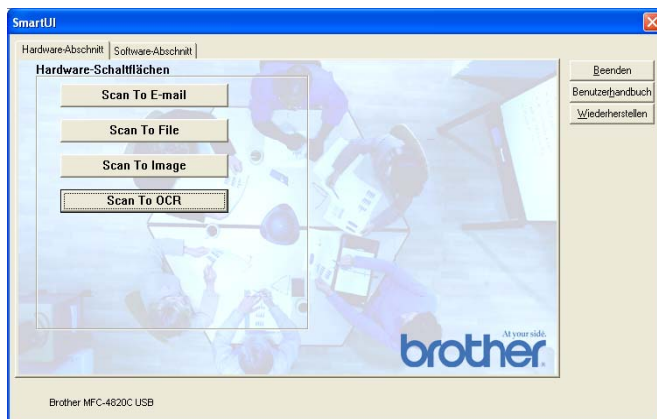 SmartUI
Hardware-Abschnitt
Software-Abschnitt
Hardware-Schaltflächen
Scan To E-mail
Scan To File
Scan To Image
Scan To OCR
Beenden
Benutzerhandbuch
Wiederherstellen
At your side.
brother
Brother MFC-4820C USB